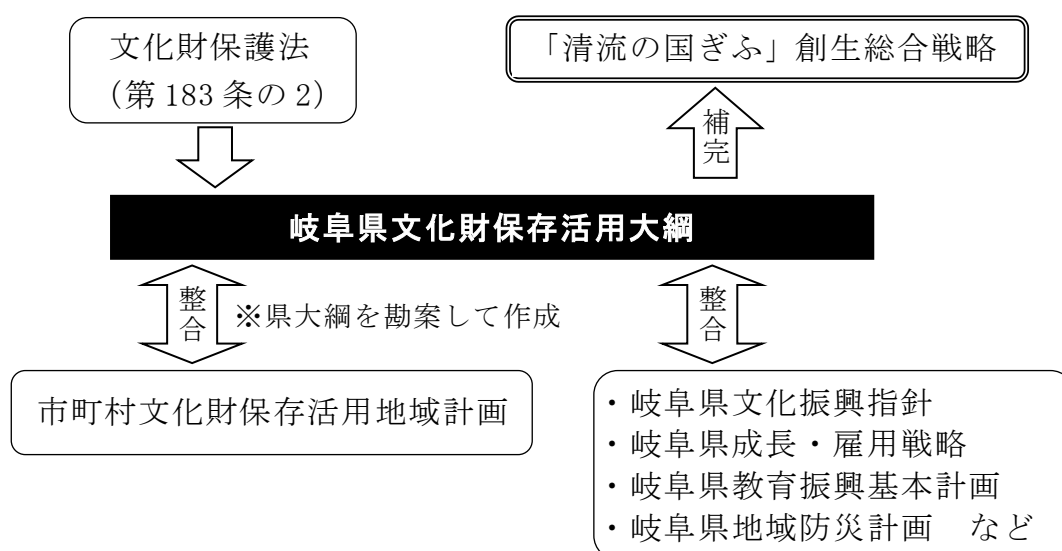 文化財保護法
(第 183 条の 2)
「清流の国ぎふ」創生総合戦略
補完
岐阜県文化財保存活用大綱
整合
※県大綱を勘案して作成
整合
市町村文化財保存活用地域計画
・岐阜県文化振興指針
・岐阜県成長・雇用戦略
・岐阜県教育振興基本計画
・岐阜県地域防災計画　など